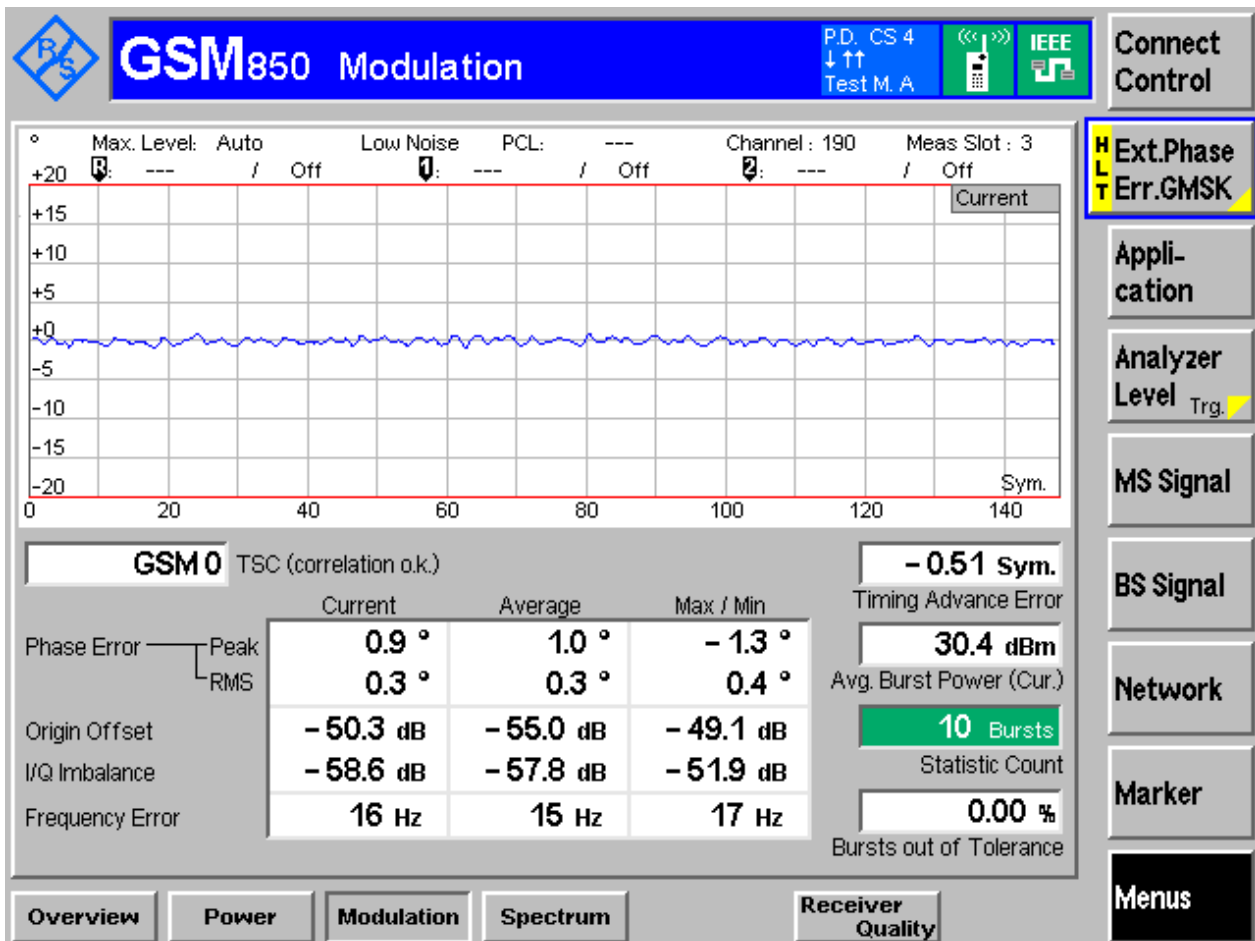 R/S
GSM850 Modulation
P.D. CS 4
↓ ↑↑
Test M. A
IEEE
Connect
Control
° Max. Level: Auto Low Noise PCL: --- Channel : 190 Meas Slot : 3
R: --- / Off 1: --- / Off 2: --- / Off
Current
+20
+15
+10
+5
+0
-5
-10
-15
-20
Sym.
0 20 40 60 80 100 120 140
H
L
T
Ext.Phase
Err.GMSK
Appli-
cation
Analyzer
Level Trg.
MS Signal
BS Signal
Network
Marker
Menus
GSM 0 TSC (correlation o.k.)
Current Average Max / Min
Phase Error Peak 0.9 ° 1.0 ° - 1.3 °
RMS 0.3 ° 0.3 ° 0.4 °
Origin Offset - 50.3 dB - 55.0 dB - 49.1 dB
I/Q Imbalance - 58.6 dB - 57.8 dB - 51.9 dB
Frequency Error 16 Hz 15 Hz 17 Hz
- 0.51 Sym.
Timing Advance Error
30.4 dBm
Avg. Burst Power (Cur.)
10 Bursts
Statistic Count
0.00 %
Bursts out of Tolerance
Overview Power Modulation Spectrum
Receiver
Quality